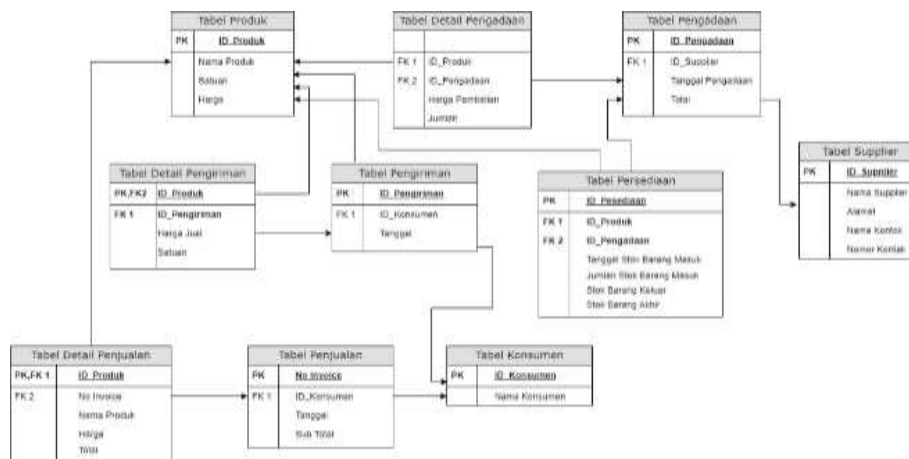 Tabel Produk
PK ID_Produk
Nama Produk
Satuan
Harga
Tabel Detail Pengadaan
FK 1 ID_Produk
FK 2 ID_Pengadaan
Harga Pembelian
Jumlah
Tabel Pengadaan
PK ID_Pengadaan
FK 1 ID_Supplier
Tanggal Pengadaan
Total
Tabel Supplier
PK ID_Supplier
Nama Supplier
Alamat
Nama Kontak
Nomor Kontak
Tabel Detail Pengiriman
PK,FK2 ID_Produk
FK 1 ID_Pengiriman
Harga Jual
Satuan
Tabel Pengiriman
PK ID_Pengiriman
FK 1 ID_Konsumen
Tanggal
Tabel Persediaan
PK ID_Pesediaan
FK 1 ID_Produk
FK 2 ID_Pengadaan
Tanggal Stok Barang Masuk
Jumlah Stok Barang Masuk
Stok Barang Keluar
Stok Barang Akhir
Tabel Detail Penjualan
PK,FK 1 ID_Produk
FK 2 No Invoice
Nama Produk
Harga
Total
Tabel Penjualan
PK No Invoice
FK 1 ID_Konsumen
Tanggal
Sub Total
Tabel Konsumen
PK ID_Konsumen
Nama Konsumen